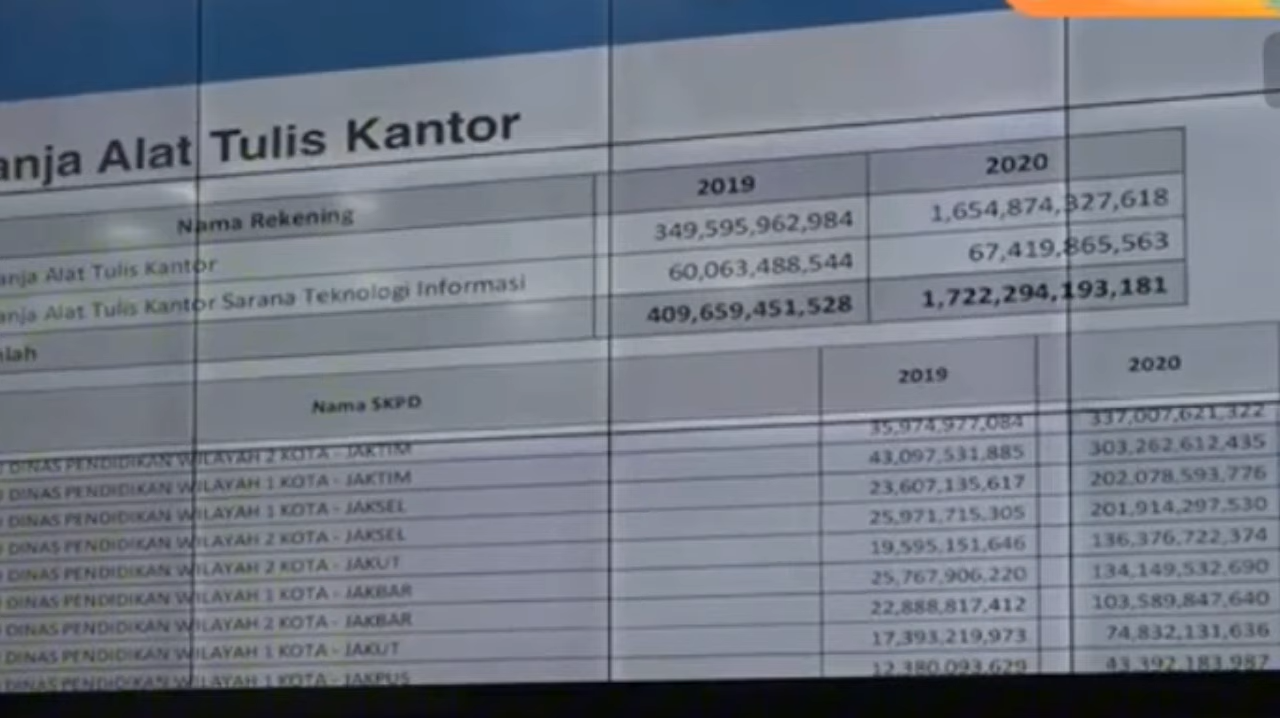 anja Alat Tulis Kantor
Nama Rekening 2019 2020
anja Alat Tulis Kantor 349,595,962,984 1,654,874,327,618
anja Alat Tulis Kantor Sarana Teknologi Informasi 60,063,488,544 67,419,865,563
nlah 409,659,451,528 1,722,294,193,181
Nama SKPD 2019 2020
DINAS PENDIDIKAN WILAYAH 2 KOTA - JAKTIM 35,974,977,084 337,007,621,322
DINAS PENDIDIKAN WILAYAH 1 KOTA - JAKTIM 43,097,531,885 303,262,612,435
DINAS PENDIDIKAN WILAYAH 1 KOTA - JAKSEL 23,607,135,617 202,078,593,776
DINAS PENDIDIKAN WILAYAH 2 KOTA - JAKSEL 25,971,715,305 201,914,297,530
DINAS PENDIDIKAN WILAYAH 2 KOTA - JAKUT 19,595,151,646 136,376,722,374
DINAS PENDIDIKAN WILAYAH 1 KOTA - JAKBAR 25,767,906,220 134,149,532,690
DINAS PENDIDIKAN WILAYAH 2 KOTA - JAKBAR 22,888,817,412 103,589,847,640
DINAS PENDIDIKAN WILAYAH 1 KOTA - JAKUT 17,393,219,973 74,832,131,636
DINAS PENDIDIKAN WILAYAH 1 KOTA - JAKPUS 12,380,093,629 43,392,183,987